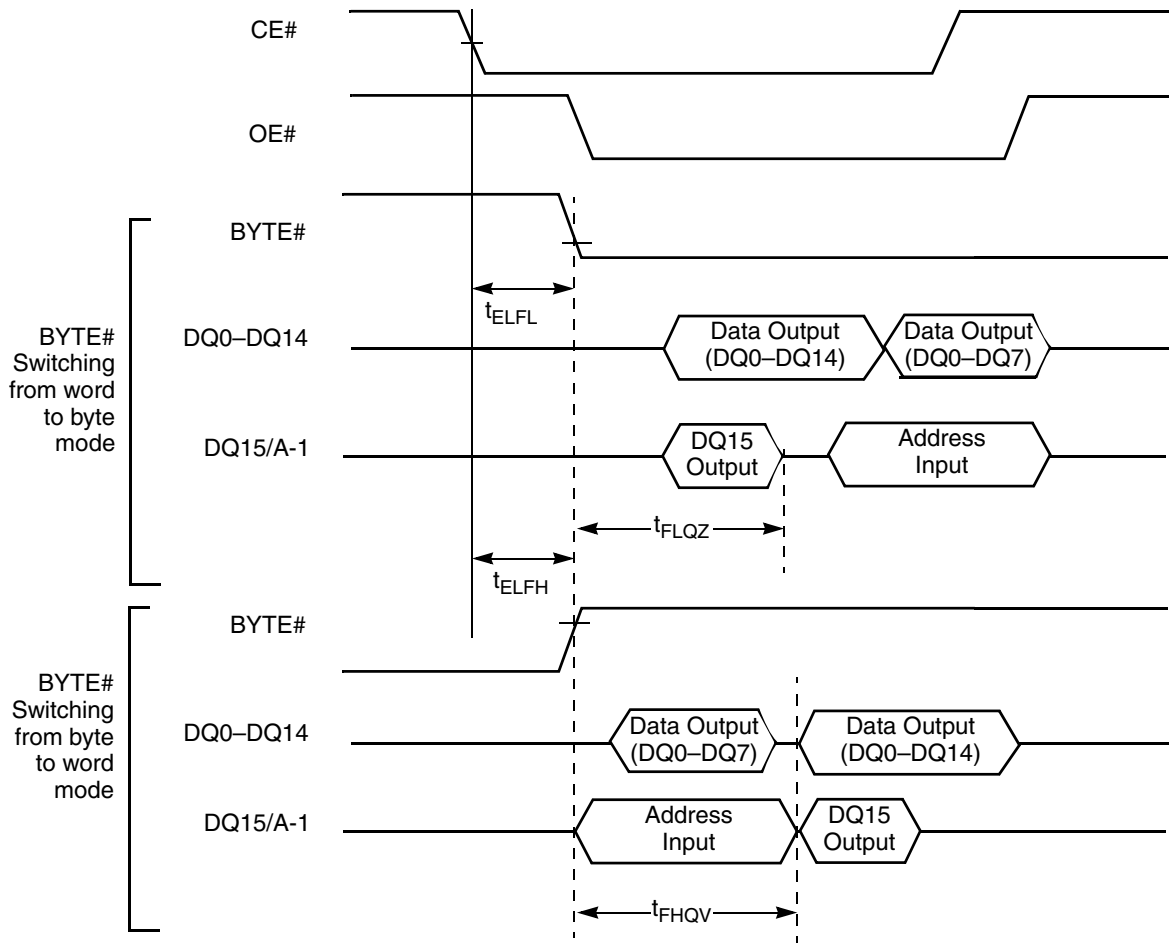 CE#
OE#
BYTE#
tELFL
BYTE#
Switching
from word
to byte
mode
DQ0–DQ14
Data Output
(DQ0–DQ14)
Data Output
(DQ0–DQ7)
DQ15/A-1
DQ15
Output
Address
Input
tFLQZ
tELFH
BYTE#
BYTE#
Switching
from byte
to word
mode
DQ0–DQ14
Data Output
(DQ0–DQ7)
Data Output
(DQ0–DQ14)
DQ15/A-1
Address
Input
DQ15
Output
tFHQV